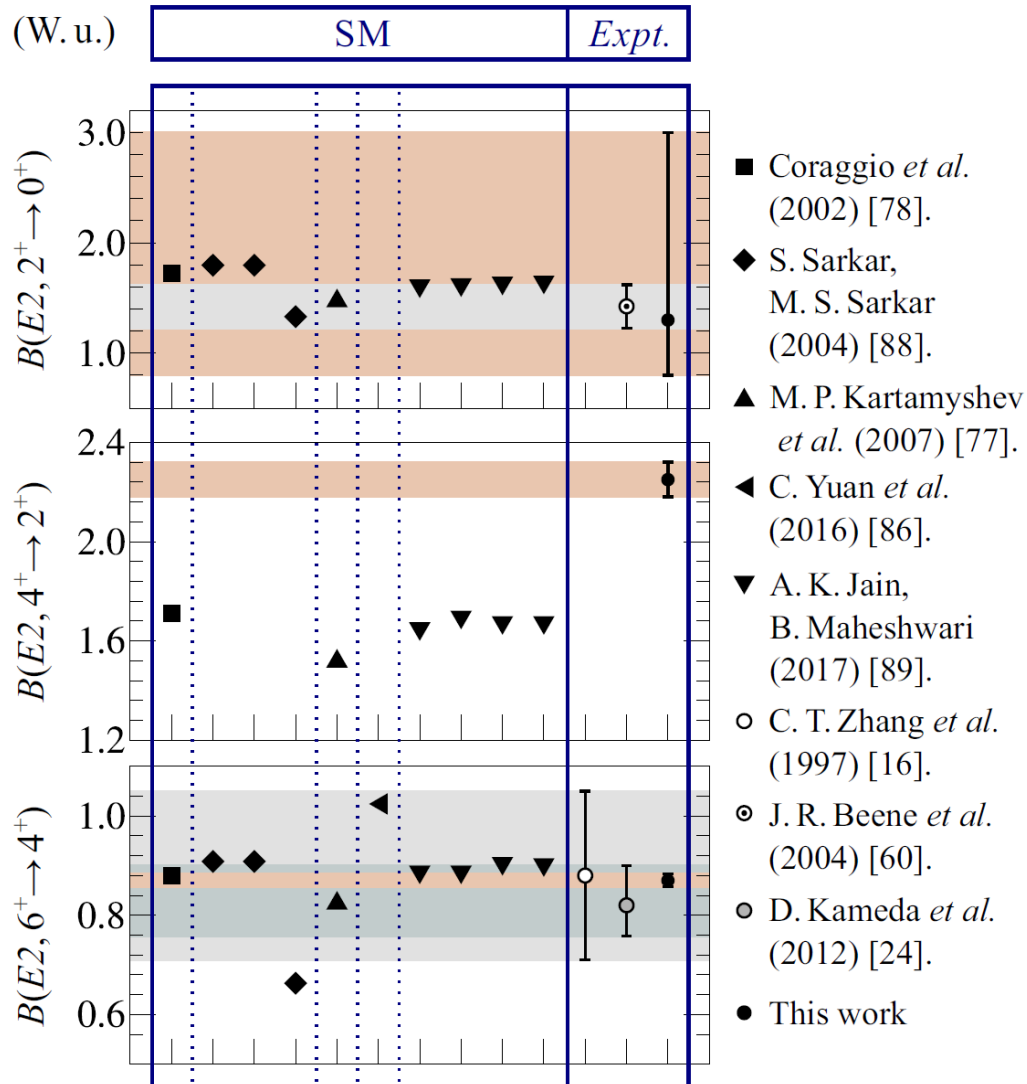 (W. u.)
SM
Expt.
B(E2, 2⁺→0⁺)
3.0
2.0
1.0
B(E2, 4⁺→2⁺)
2.4
2.0
1.6
1.2
B(E2, 6⁺→4⁺)
1.0
0.8
0.6
Coraggio et al.
(2002) [78].
S. Sarkar,
M. S. Sarkar
(2004) [88].
M. P. Kartamyshev
et al. (2007) [77].
C. Yuan et al.
(2016) [86].
A. K. Jain,
B. Maheshwari
(2017) [89].
C. T. Zhang et al.
(1997) [16].
J. R. Beene et al.
(2004) [60].
D. Kameda et al.
(2012) [24].
This work